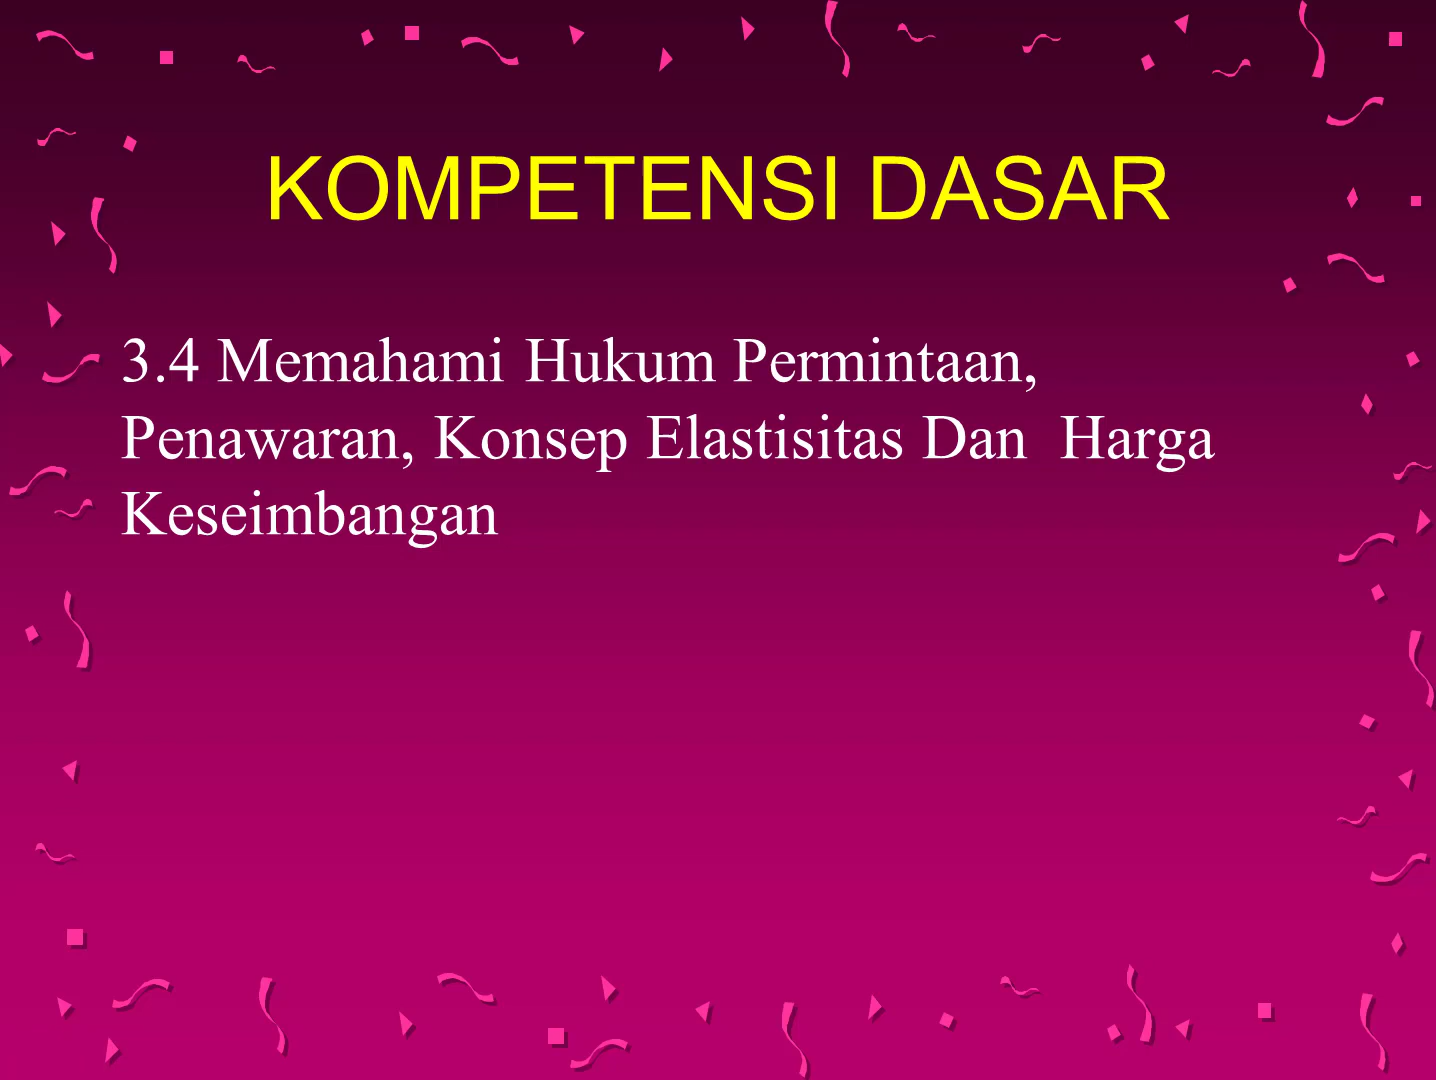 KOMPETENSI DASAR
3.4 Memahami Hukum Permintaan,
Penawaran, Konsep Elastisitas Dan  Harga
Keseimbangan